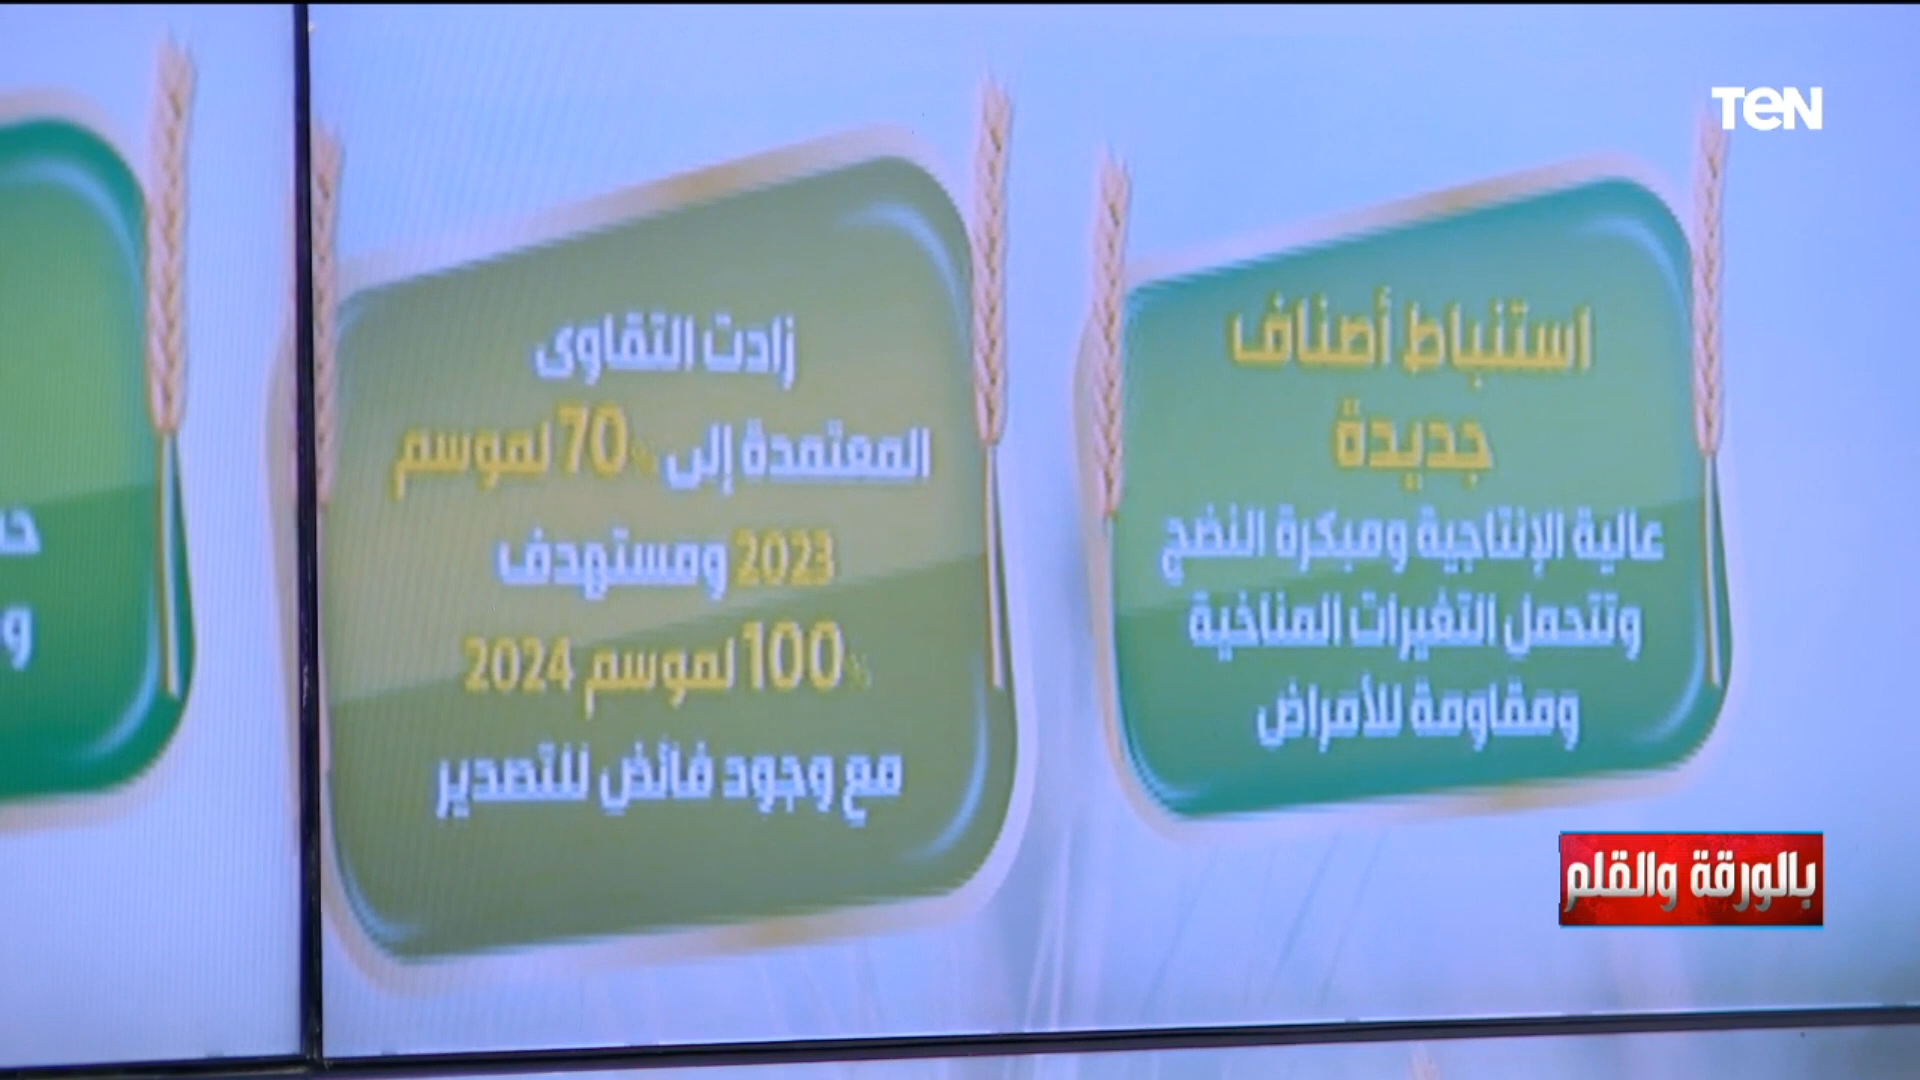 TeN
استنباط أصناف
جديدة
عالية الإنتاجية ومبكرة النضج
وتتحمل التغيرات المناخية
ومقاومة للأمراض
زادت التقاوى
المعتمدة إلى 70% لموسم
2023 ومستهدف
100% لموسم 2024
مع وجود فائض للتصدير
بالورقة والقلم